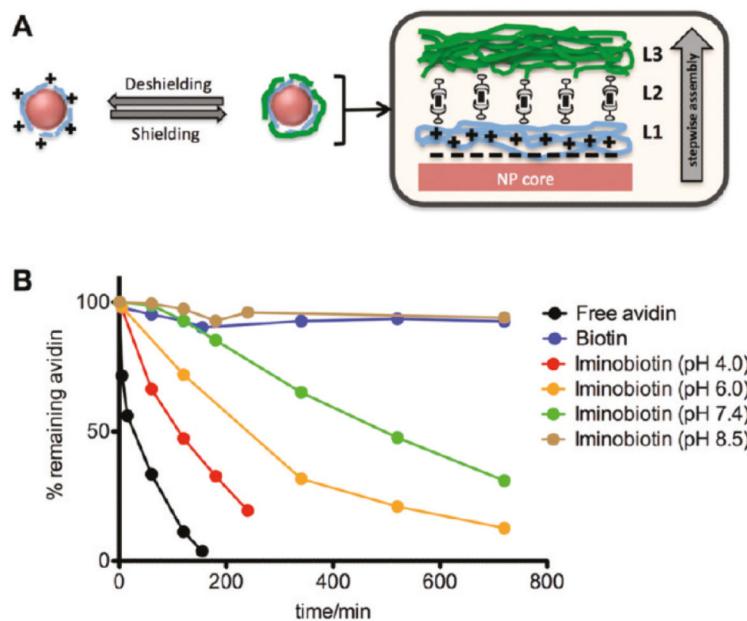 A
Deshielding
Shielding
L3
L2
L1
stepwise assembly
NP core
B
% remaining avidin
100
50
0
0
200
400
600
800
time/min
Free avidin
Biotin
Iminobiotin (pH 4.0)
Iminobiotin (pH 6.0)
Iminobiotin (pH 7.4)
Iminobiotin (pH 8.5)